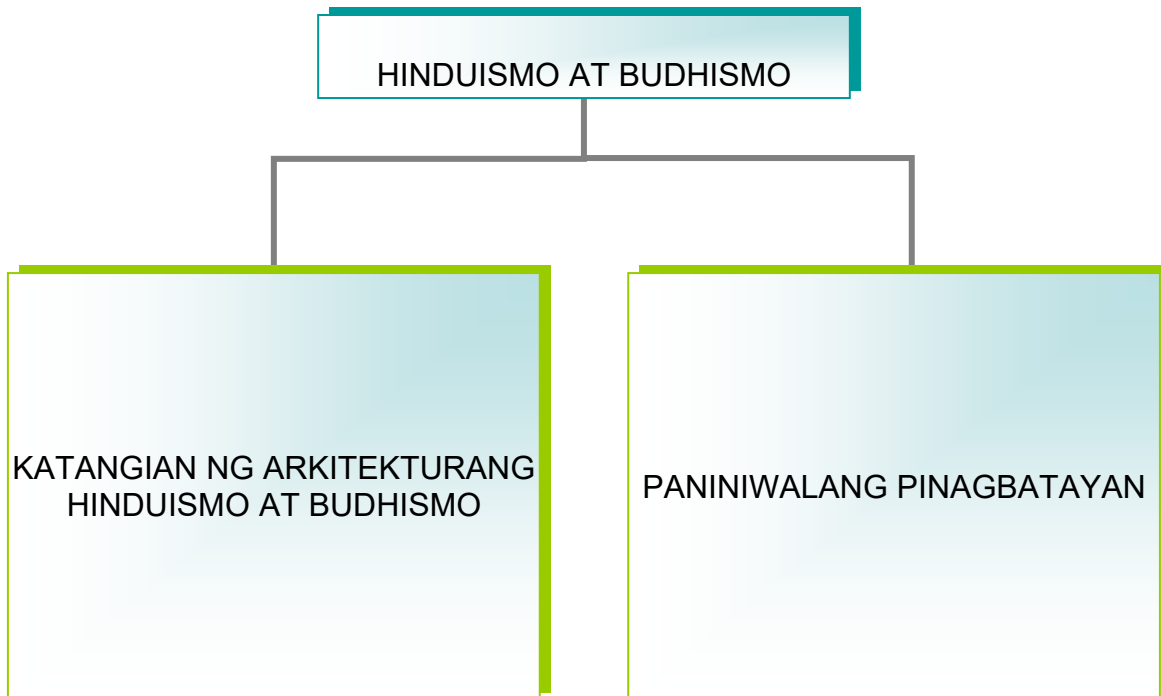 HINDUISMO AT BUDHISMO
KATANGIAN NG ARKITEKTURANG
HINDUISMO AT BUDHISMO
PANINIWALANG PINAGBATAYAN